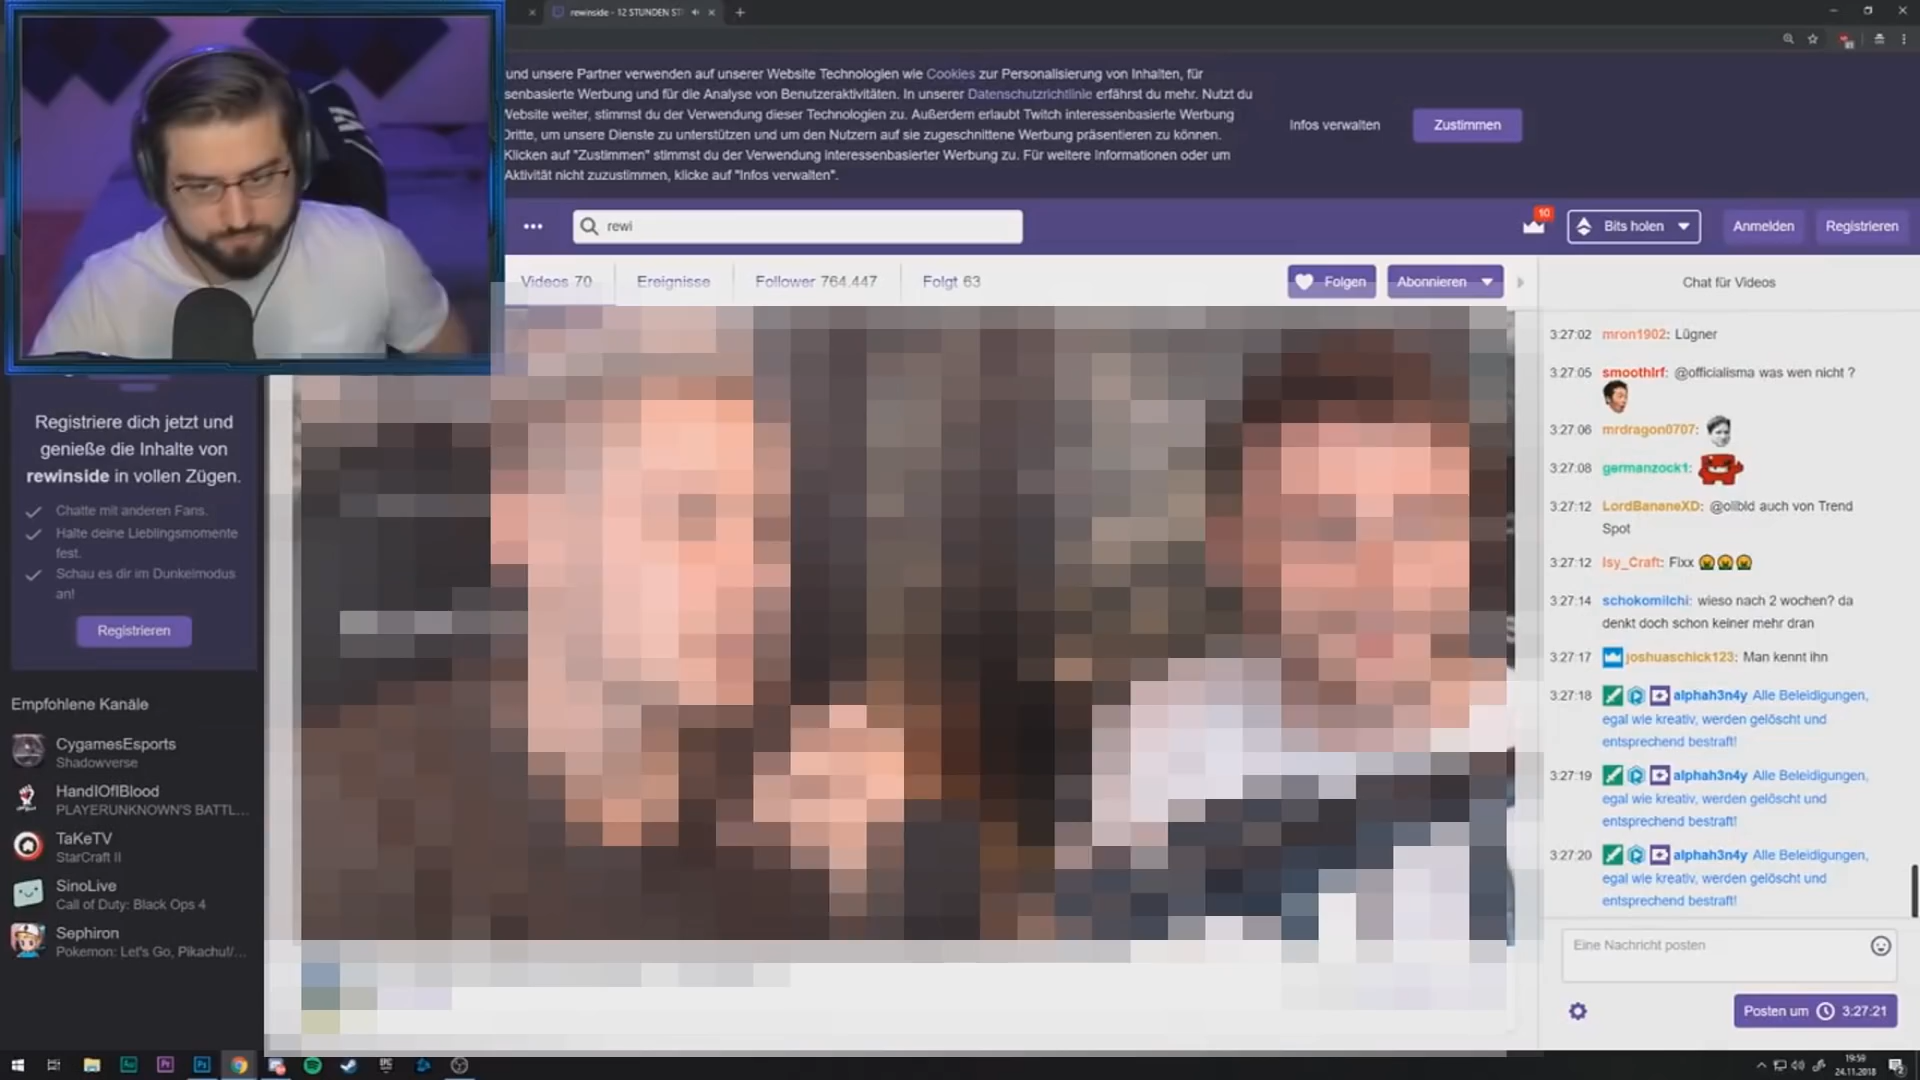 rewinside - 12 STUNDEN ST
und unsere Partner verwenden auf unserer Website Technologien wie Cookies zur Personalisierung von Inhalten, für
senbasierte Werbung und für die Analyse von Benutzeraktivitäten. In unserer Datenschutzrichtlinie erfährst du mehr. Nutzt du
Website weiter, stimmst du der Verwendung dieser Technologien zu. Außerdem erlaubt Twitch interessenbasierte Werbung
Dritte, um unsere Dienste zu unterstützen und um den Nutzern auf sie zugeschnittene Werbung präsentieren zu können.
Klicken auf "Zustimmen" stimmst du der Verwendung interessenbasierter Werbung zu. Für weitere Informationen oder um
Aktivität nicht zuzustimmen, klicke auf "Infos verwalten".
Infos verwalten
Zustimmen
rewi
10
Bits holen
Anmelden
Registrieren
Videos 70
Ereignisse
Follower 764.447
Folgt 63
Folgen
Abonnieren
Chat für Videos
Registriere dich jetzt und
genieße die Inhalte von
rewinside in vollen Zügen.
Chatte mit anderen Fans.
Halte deine Lieblingsmomente
fest.
Schau es dir im Dunkelmodus
an!
Registrieren
Empfohlene Kanäle
CygamesEsports
Shadowverse
HandIOfIBlood
PLAYERUNKNOWN'S BATTL...
TaKeTV
StarCraft II
SinoLive
Call of Duty: Black Ops 4
Sephiron
Pokemon: Let's Go, Pikachu!/...
3:27:02 mron1902: Lügner
3:27:05 smoothlrf: @officialisma was wen nicht ?
3:27:06 mrdragon0707:
3:27:08 germanzock1:
3:27:12 LordBananeXD: @ollbld auch von Trend
Spot
3:27:12 Isy_Craft: Fixx
3:27:14 schokomilchi: wieso nach 2 wochen? da
denkt doch schon keiner mehr dran
3:27:17 joshuaschick123: Man kennt ihn
3:27:18 alphah3n4y Alle Beleidigungen,
egal wie kreativ, werden gelöscht und
entsprechend bestraft!
3:27:19 alphah3n4y Alle Beleidigungen,
egal wie kreativ, werden gelöscht und
entsprechend bestraft!
3:27:20 alphah3n4y Alle Beleidigungen,
egal wie kreativ, werden gelöscht und
entsprechend bestraft!
Eine Nachricht posten
Posten um 3:27:21
19:59
24.11.2018